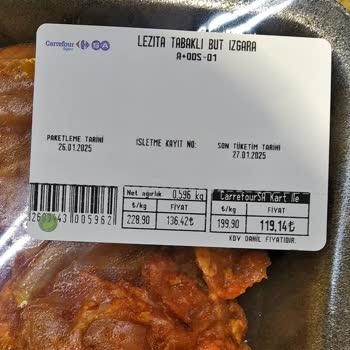 Carrefour SA
LEZITA TABAKLI BUT IZGARA
A+OOS-01
PAKETLEME TARİHİ
26.01.2025
İŞLETME KAYIT NO:
SON TÜKETİM TARİHİ
27.01.2025
Net ağırlık 0.596 kg
₺/kg FİYAT
228.90 136.42₺
CarrefourSA Kart ile
₺/kg FİYAT
199.90 119.14₺
KDV DAHİL FİYATIDIR.